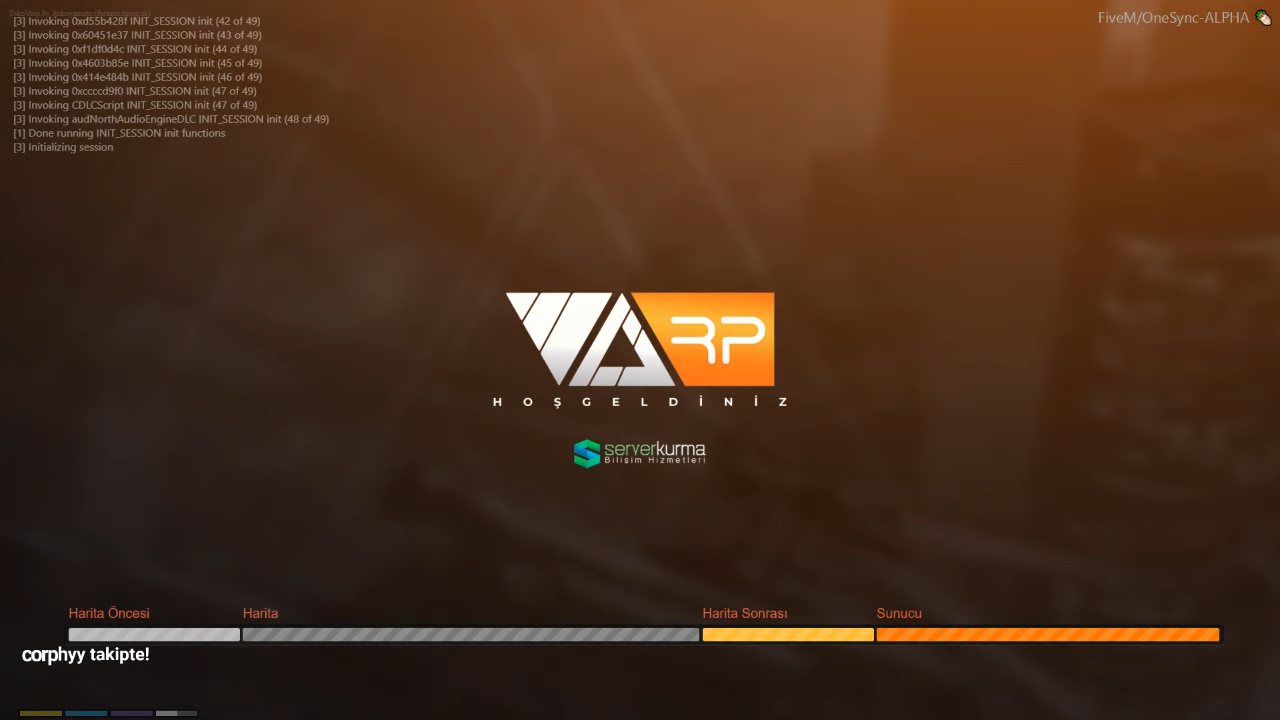 [3] Invoking 0xd55b428f INIT_SESSION init (42 of 49)
[3] Invoking 0x60451e37 INIT_SESSION init (43 of 49)
[3] Invoking 0xf1df0d4c INIT_SESSION init (44 of 49)
[3] Invoking 0x4603b85e INIT_SESSION init (45 of 49)
[3] Invoking 0x414e484b INIT_SESSION init (46 of 49)
[3] Invoking 0xccccd9f0 INIT_SESSION init (47 of 49)
[3] Invoking CDLCScript INIT_SESSION init (47 of 49)
[3] Invoking audNorthAudioEngineDLC INIT_SESSION init (48 of 49)
[1] Done running INIT_SESSION init functions
[3] Initializing session
FiveM/OneSync-ALPHA
VARP
HOŞGELDİNİZ
serverkurma
Bilişim Hizmetleri
Harita Öncesi Harita Harita Sonrası Sunucu
corphyy takipte!